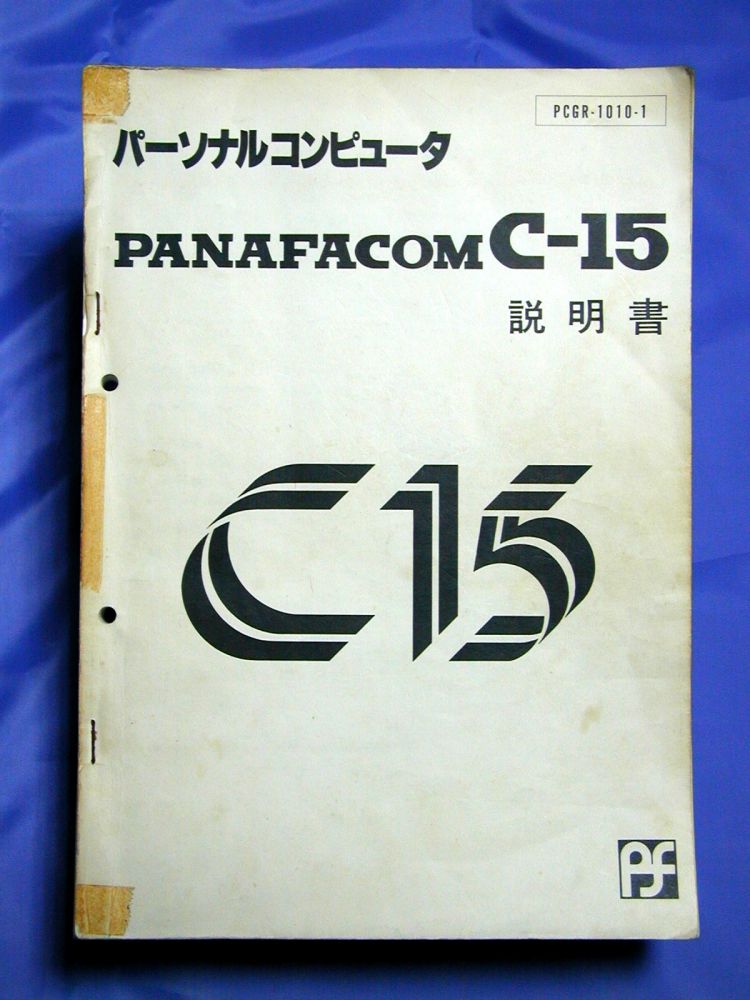 PCGR-1010-1
パーソナルコンピュータ
PANAFACOM C-15
説明書
C15
PF